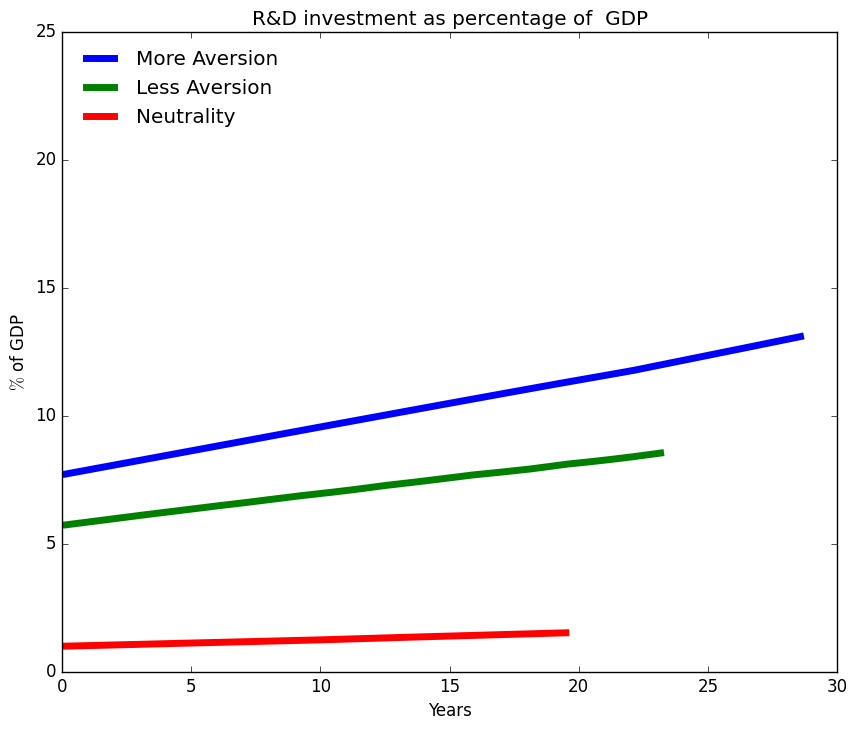 R&D investment as percentage of  GDP
25
More Aversion
Less Aversion
Neutrality
20
15
% of GDP
10
5
0
0 5 10 15 20 25 30
Years